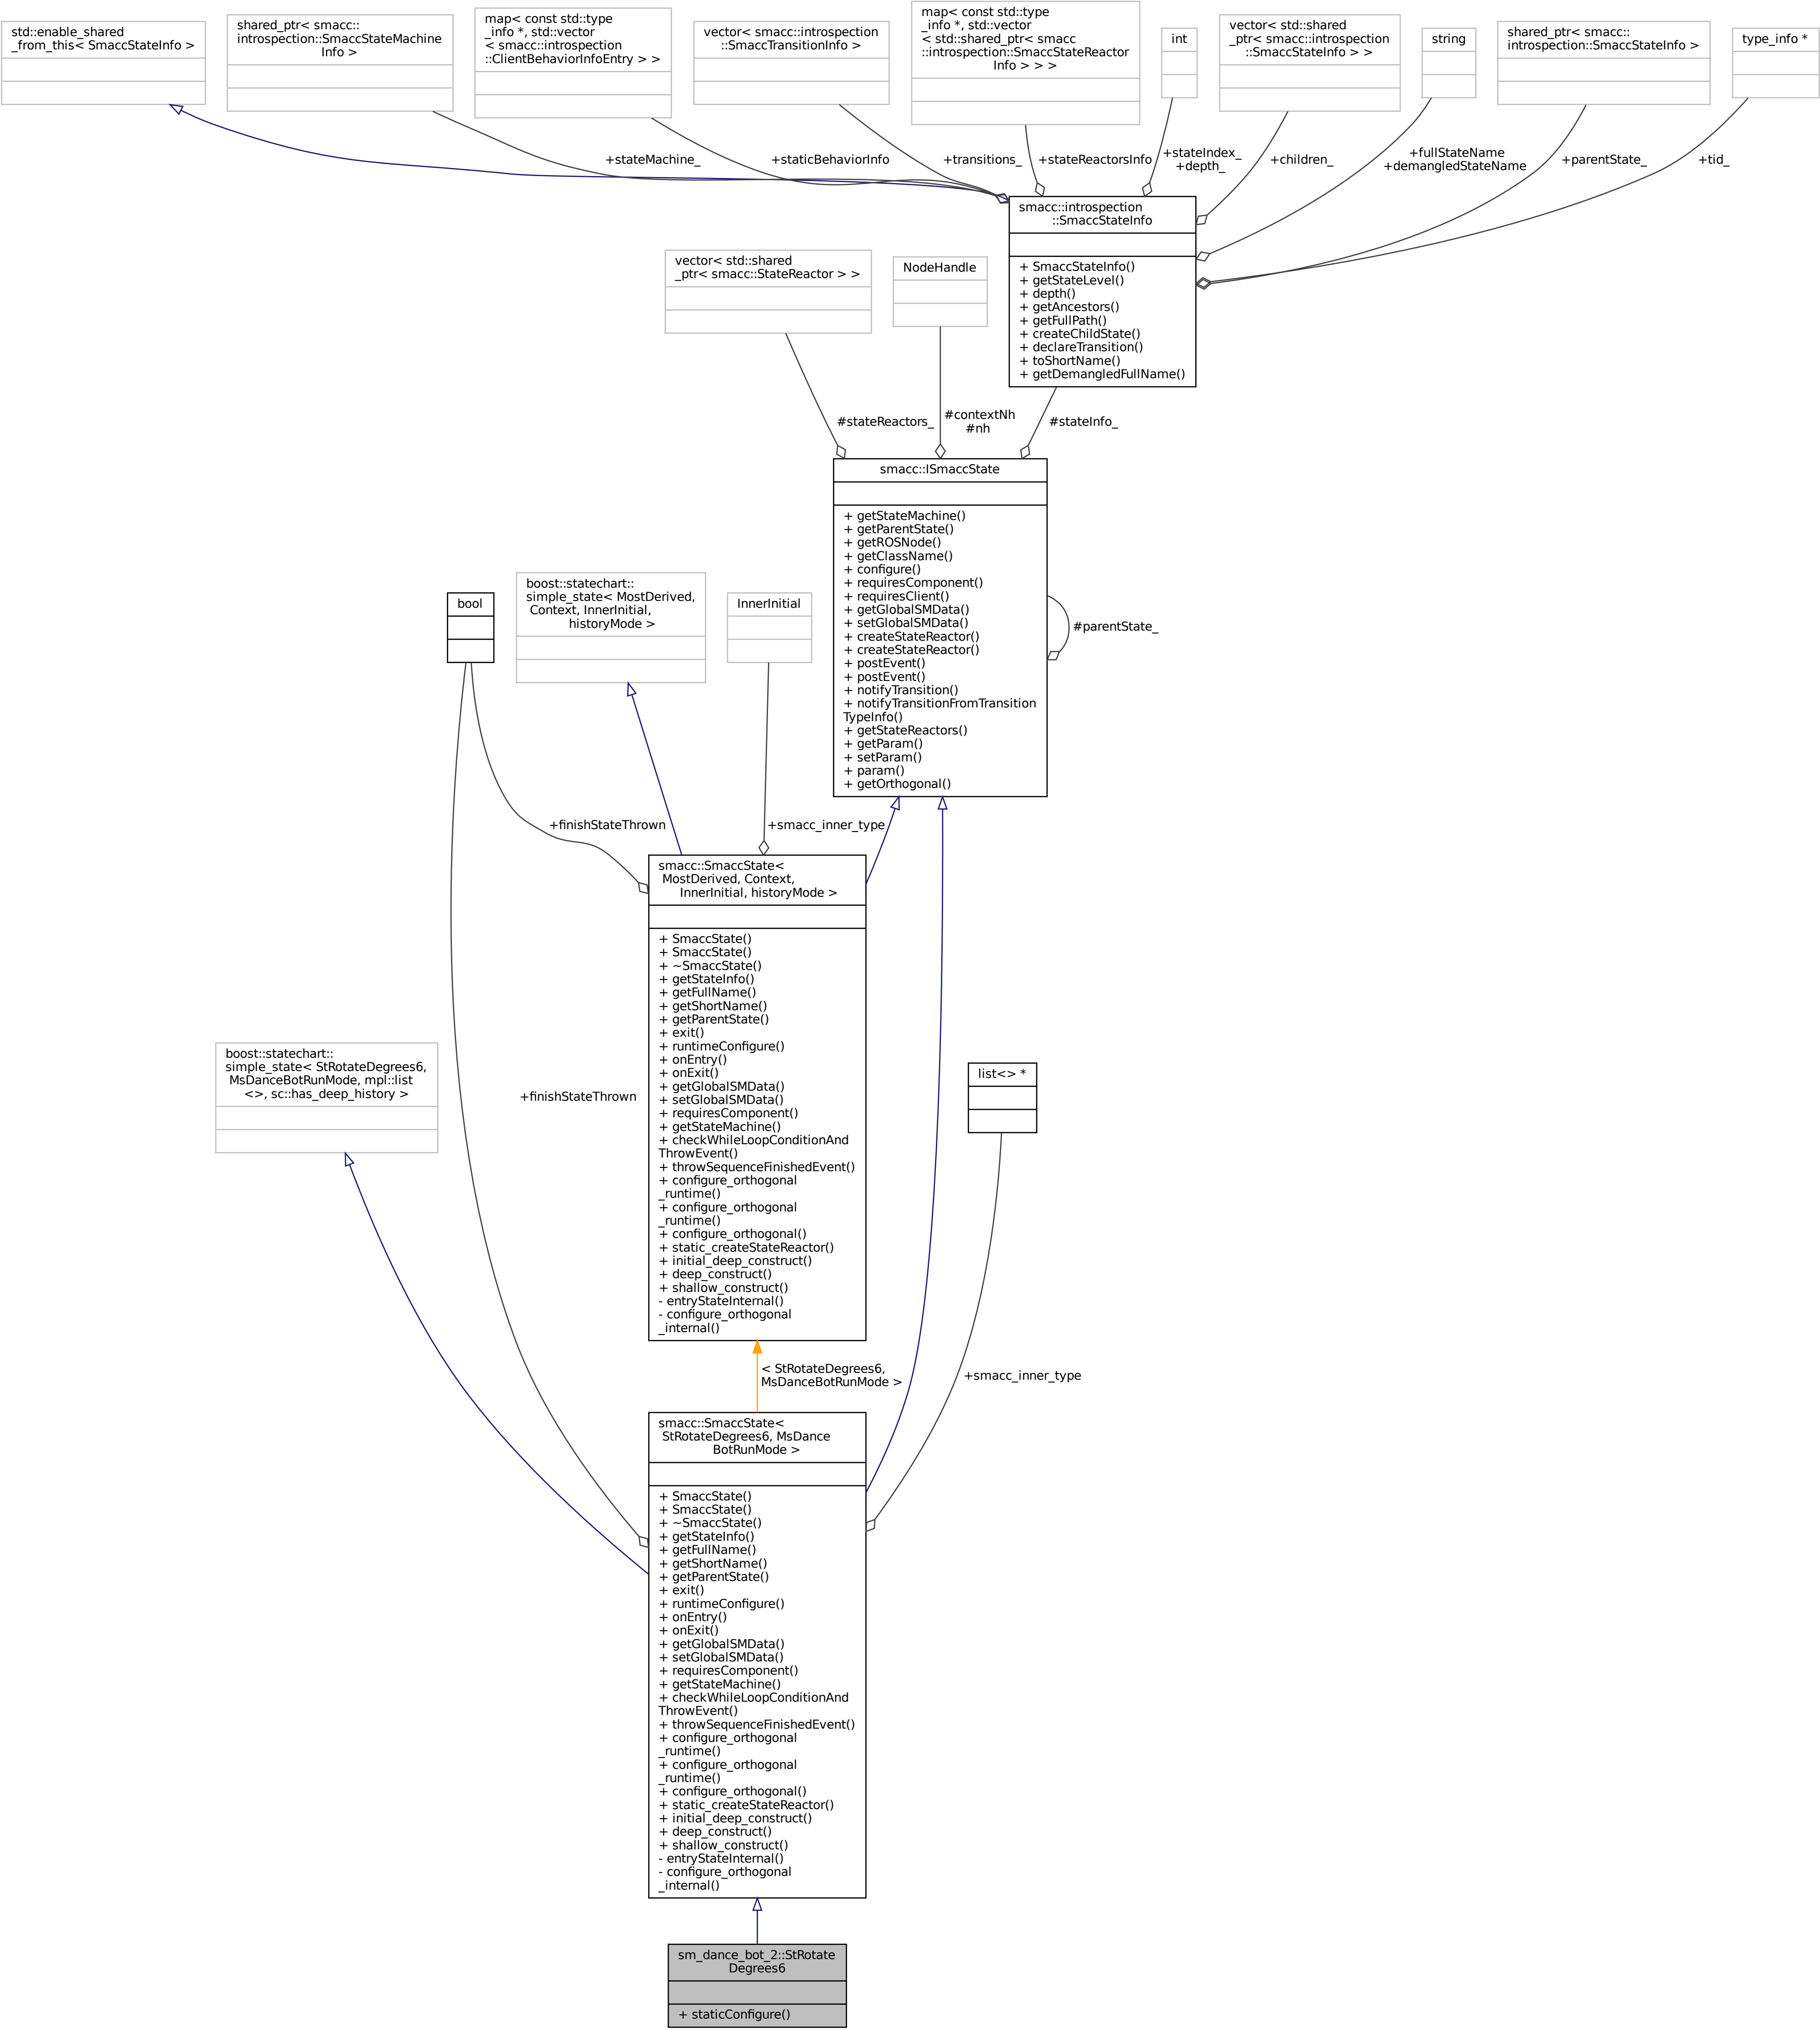 std::enable_shared
_from_this< SmaccStateInfo >
shared_ptr< smacc::
introspection::SmaccStateMachine
Info >
map< const std::type
_info *, std::vector
< smacc::introspection
::ClientBehaviorInfoEntry > >
vector< smacc::introspection
::SmaccTransitionInfo >
map< const std::type
_info *, std::vector
< std::shared_ptr< smacc
::introspection::SmaccStateReactor
Info > > >
int
vector< std::shared
_ptr< smacc::introspection
::SmaccStateInfo > >
string
shared_ptr< smacc::
introspection::SmaccStateInfo >
type_info *
+stateMachine_
+staticBehaviorInfo
+transitions_
+stateReactorsInfo
+stateIndex_
+depth_
+children_
+fullStateName
+demangledStateName
+parentState_
+tid_
smacc::introspection
::SmaccStateInfo
+ SmaccStateInfo()
+ getStateLevel()
+ depth()
+ getAncestors()
+ getFullPath()
+ createChildState()
+ declareTransition()
+ toShortName()
+ getDemangledFullName()
vector< std::shared
_ptr< smacc::StateReactor > >
NodeHandle
#stateReactors_
#contextNh
#nh
#stateInfo_
smacc::ISmaccState
+ getStateMachine()
+ getParentState()
+ getROSNode()
+ getClassName()
+ configure()
+ requiresComponent()
+ requiresClient()
+ getGlobalSMData()
+ setGlobalSMData()
+ createStateReactor()
+ createStateReactor()
+ postEvent()
+ postEvent()
+ notifyTransition()
+ notifyTransitionFromTransition
TypeInfo()
+ getStateReactors()
+ getParam()
+ setParam()
+ param()
+ getOrthogonal()
#parentState_
bool
boost::statechart::
simple_state< MostDerived,
Context, InnerInitial,
historyMode >
InnerInitial
+finishStateThrown
+smacc_inner_type
smacc::SmaccState<
MostDerived, Context,
InnerInitial, historyMode >
+ SmaccState()
+ SmaccState()
+ ~SmaccState()
+ getStateInfo()
+ getFullName()
+ getShortName()
+ getParentState()
+ exit()
+ runtimeConfigure()
+ onEntry()
+ onExit()
+ getGlobalSMData()
+ setGlobalSMData()
+ requiresComponent()
+ getStateMachine()
+ checkWhileLoopConditionAnd
ThrowEvent()
+ throwSequenceFinishedEvent()
+ configure_orthogonal
_runtime()
+ configure_orthogonal
_runtime()
+ configure_orthogonal()
+ static_createStateReactor()
+ initial_deep_construct()
+ deep_construct()
+ shallow_construct()
- entryStateInternal()
- configure_orthogonal
_internal()
boost::statechart::
simple_state< StRotateDegrees6,
MsDanceBotRunMode, mpl::list
<>, sc::has_deep_history >
+finishStateThrown
list<> *
< StRotateDegrees6,
MsDanceBotRunMode >
+smacc_inner_type
smacc::SmaccState<
StRotateDegrees6, MsDance
BotRunMode >
+ SmaccState()
+ SmaccState()
+ ~SmaccState()
+ getStateInfo()
+ getFullName()
+ getShortName()
+ getParentState()
+ exit()
+ runtimeConfigure()
+ onEntry()
+ onExit()
+ getGlobalSMData()
+ setGlobalSMData()
+ requiresComponent()
+ getStateMachine()
+ checkWhileLoopConditionAnd
ThrowEvent()
+ throwSequenceFinishedEvent()
+ configure_orthogonal
_runtime()
+ configure_orthogonal
_runtime()
+ configure_orthogonal()
+ static_createStateReactor()
+ initial_deep_construct()
+ deep_construct()
+ shallow_construct()
- entryStateInternal()
- configure_orthogonal
_internal()
sm_dance_bot_2::StRotate
Degrees6
+ staticConfigure()